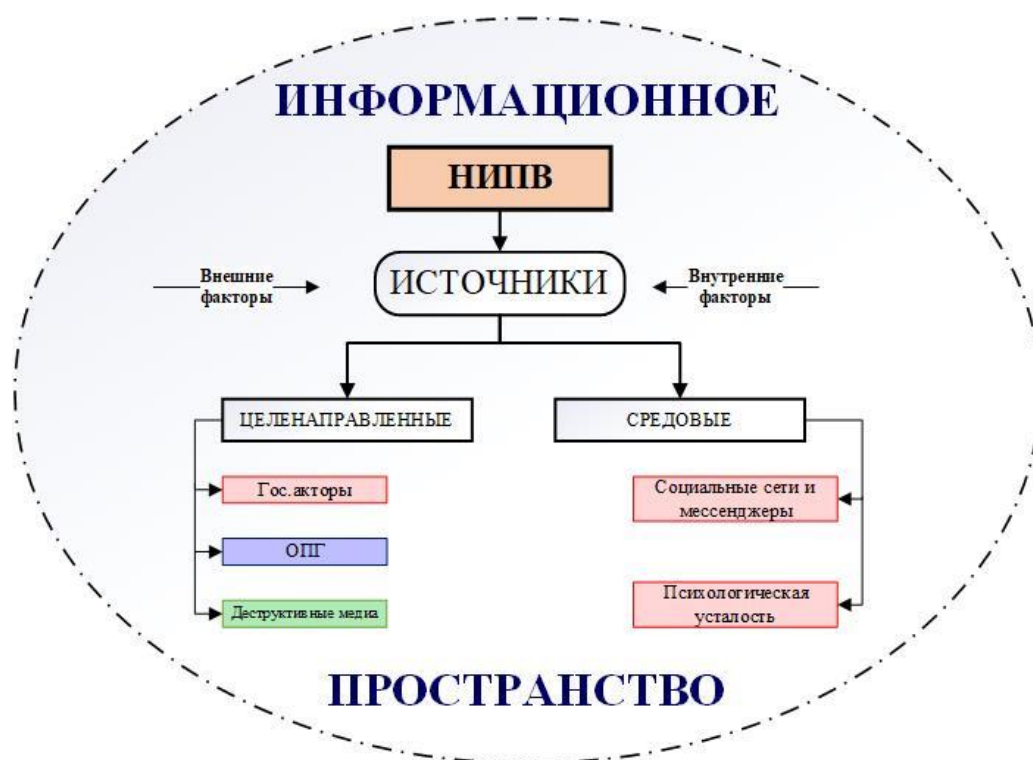 ИНФОРМАЦИОННОЕ
НИПВ
Внешние
факторы
ИСТОЧНИКИ
Внутренние
факторы
ЦЕЛЕНАПРАВЛЕННЫЕ
СРЕДОВЫЕ
Гос.акторы
Социальные сети и
мессенджеры
ОПГ
Деструктивные медиа
Психологическая
усталость
ПРОСТРАНСТВО